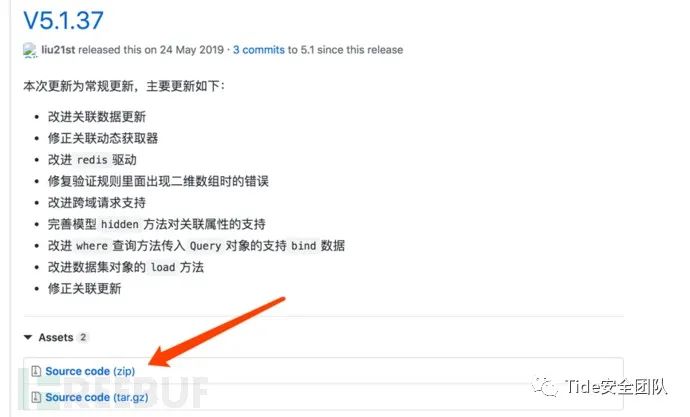 V5.1.37
liu21st released this on 24 May 2019 · 3 commits to 5.1 since this release
本次更新为常规更新，主要更新如下：
• 改进关联数据更新
• 修正关联动态获取器
• 改进 redis 驱动
• 修复验证规则里面出现二维数组时的错误
• 改进跨域请求支持
• 完善模型 hidden 方法对关联属性的支持
• 改进 where 查询方法传入 Query 对象的支持 bind 数据
• 改进数据集对象的 load 方法
• 修正关联更新
▼ Assets 2
Source code (zip)
Source code (tar.gz)
REEBUF
Tide安全团队